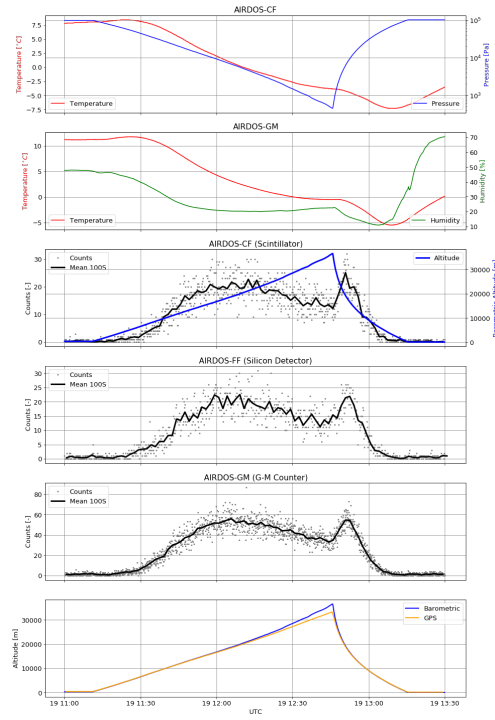 AIRDOS-CF
7.5
5.0
2.5
0.0
−2.5
−5.0
−7.5
Temperature [°C]
Temperature
Pressure
10⁵
10⁴
10³
Pressure [Pa]
AIRDOS-GM
10
5
0
−5
Temperature [°C]
Temperature
Humidity
70
60
50
40
30
20
10
Humidity [%]
AIRDOS-CF (Scintillator)
30
20
10
0
Counts [-]
Counts
Mean 100S
Altitude
30000
20000
10000
0
AIRDOS-FF (Silicon Detector)
30
25
20
15
10
5
0
Counts [-]
Counts
Mean 100S
AIRDOS-GM (G-M Counter)
80
60
40
20
0
Counts [-]
Counts
Mean 100S
30000
20000
10000
0
Altitude [m]
Barometric
GPS
19 11:00
19 11:30
19 12:00
19 12:30
19 13:00
19 13:30
UTC